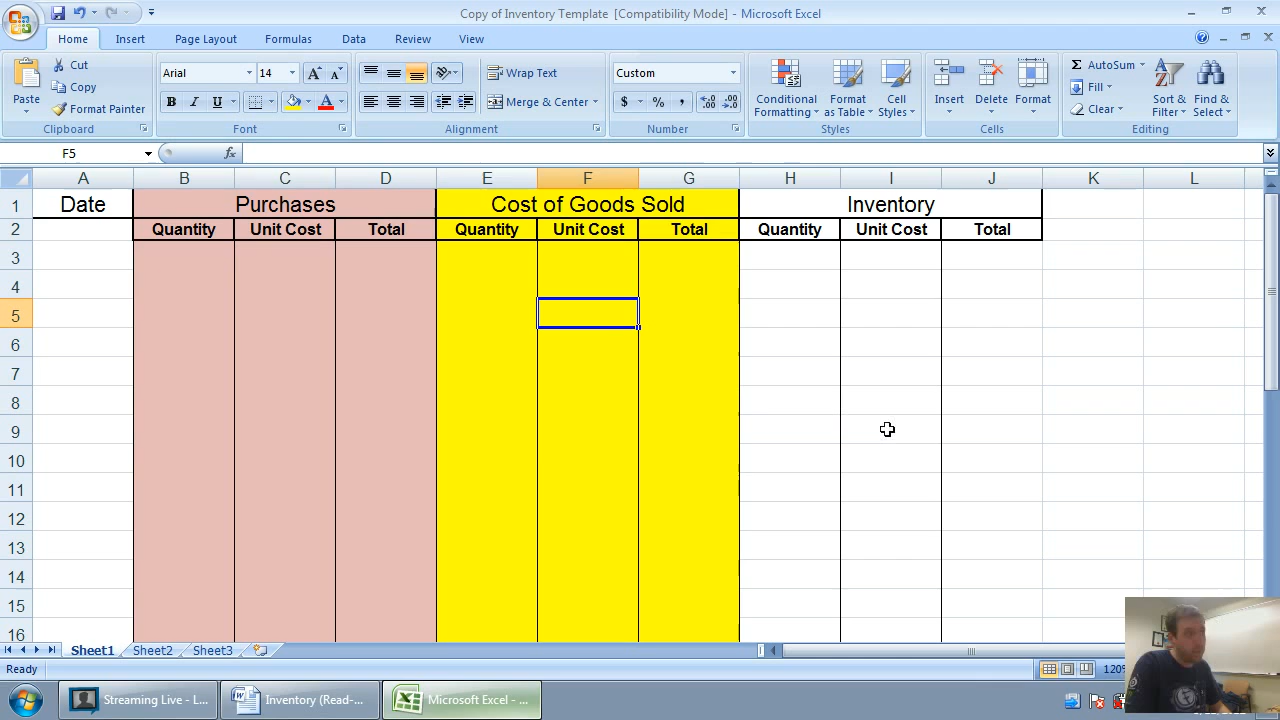 Copy of Inventory Template [Compatibility Mode] - Microsoft Excel
Home Insert Page Layout Formulas Data Review View
Paste
Cut
Copy
Format Painter
Clipboard
Arial 14
B I U
Font
Wrap Text
Merge & Center
Alignment
Custom
$ % ,
Number
Conditional Formatting
Format as Table
Cell Styles
Styles
Insert Delete Format
Cells
AutoSum
Fill
Clear
Sort & Filter
Find & Select
Editing
F5 fx
A B C D E F G H I J K L
1 Date Purchases Cost of Goods Sold Inventory
2 Quantity Unit Cost Total Quantity Unit Cost Total Quantity Unit Cost Total
3
4
5
6
7
8
9
10
11
12
13
14
15
16
Sheet1 Sheet2 Sheet3
Ready 120%
Streaming Live - L... Inventory (Read-... Microsoft Excel - ...